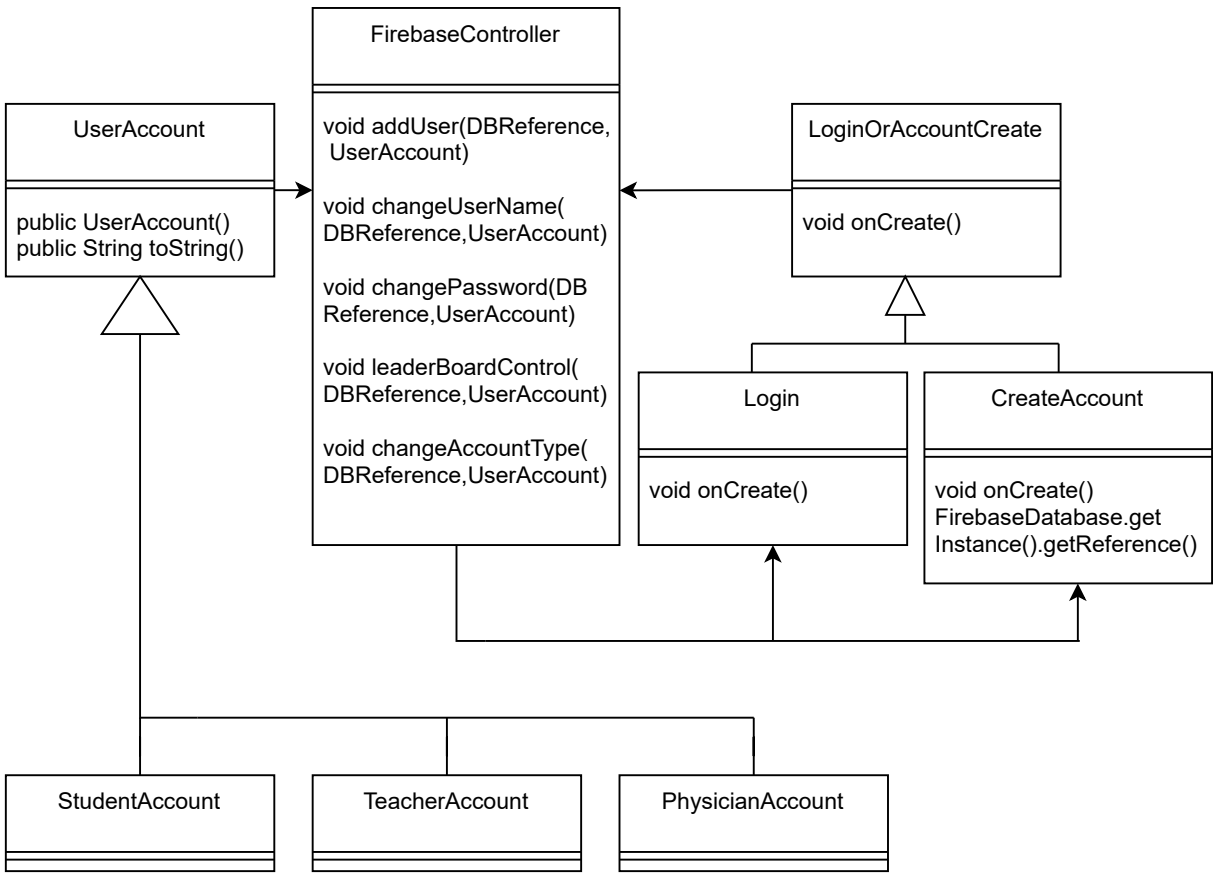 FirebaseController
void addUser(DBReference,
UserAccount)
void changeUserName(
DBReference,UserAccount)
void changePassword(DB
Reference,UserAccount)
void leaderBoardControl(
DBReference,UserAccount)
void changeAccountType(
DBReference,UserAccount)
UserAccount
public UserAccount()
public String toString()
LoginOrAccountCreate
void onCreate()
Login
void onCreate()
CreateAccount
void onCreate()
FirebaseDatabase.get
Instance().getReference()
StudentAccount
TeacherAccount
PhysicianAccount